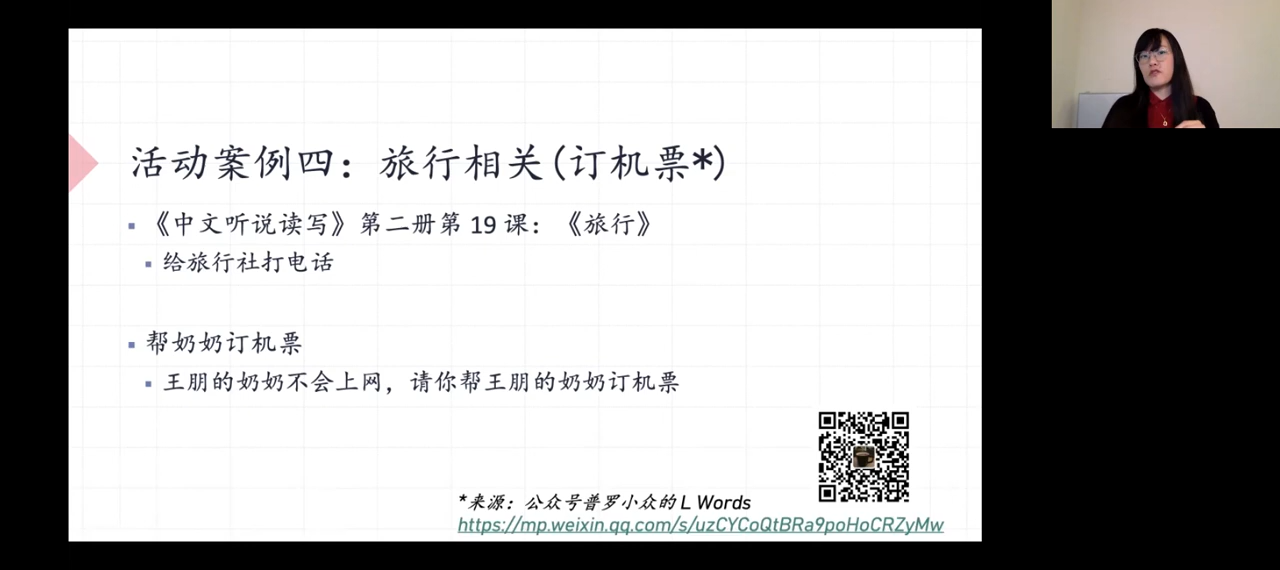 活动案例四：旅行相关(订机票*)
《中文听说读写》第二册第 19 课：《旅行》
给旅行社打电话
帮奶奶订机票
王朋的奶奶不会上网，请你帮王朋的奶奶订机票
*来源：公众号普罗小众的 L Words
https://mp.weixin.qq.com/s/uzCYCoQtBRa9poHoCRZyMw